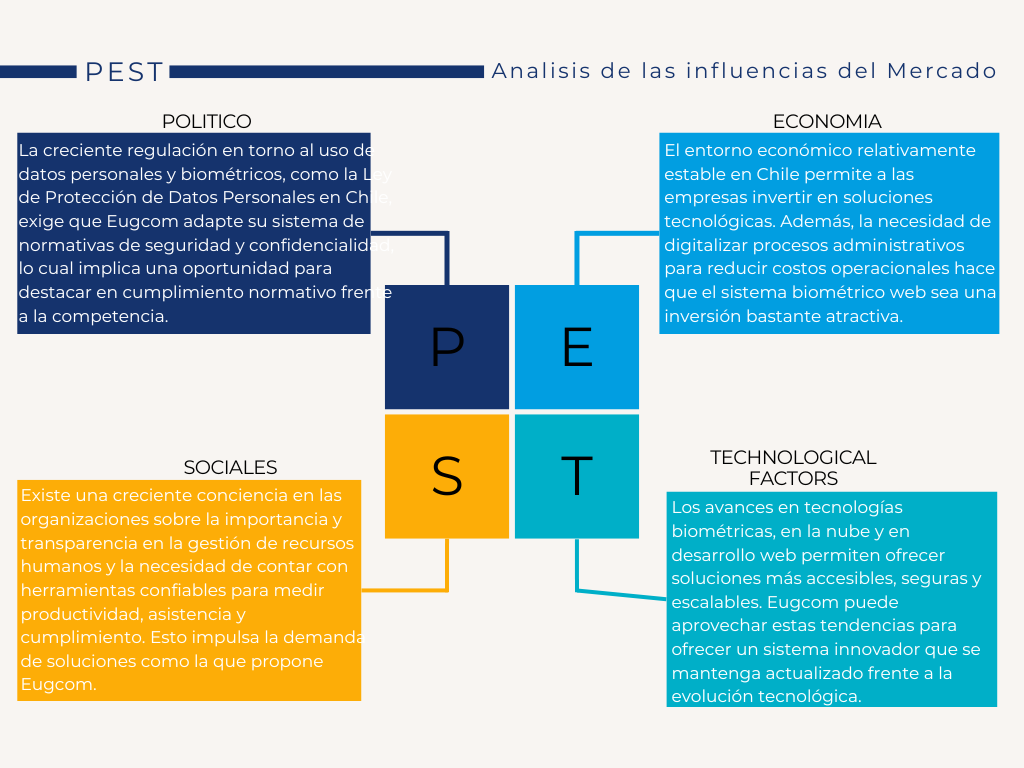 PEST
Analisis de las influencias del Mercado
POLITICO
La creciente regulación en torno al uso de
datos personales y biométricos, como la Ley
de Protección de Datos Personales en Chile,
exige que Eugcom adapte su sistema de
normativas de seguridad y confidencialidad,
lo cual implica una oportunidad para
destacar en cumplimiento normativo frente
a la competencia.
ECONOMIA
El entorno económico relativamente
estable en Chile permite a las
empresas invertir en soluciones
tecnológicas. Además, la necesidad de
digitalizar procesos administrativos
para reducir costos operacionales hace
que el sistema biométrico web sea una
inversión bastante atractiva.
P
E
S
T
SOCIALES
Existe una creciente conciencia en las
organizaciones sobre la importancia y
transparencia en la gestión de recursos
humanos y la necesidad de contar con
herramientas confiables para medir
productividad, asistencia y
cumplimiento. Esto impulsa la demanda
de soluciones como la que propone
Eugcom.
TECHNOLOGICAL
FACTORS
Los avances en tecnologías
biométricas, en la nube y en
desarrollo web permiten ofrecer
soluciones más accesibles, seguras y
escalables. Eugcom puede
aprovechar estas tendencias para
ofrecer un sistema innovador que se
mantenga actualizado frente a la
evolución tecnológica.